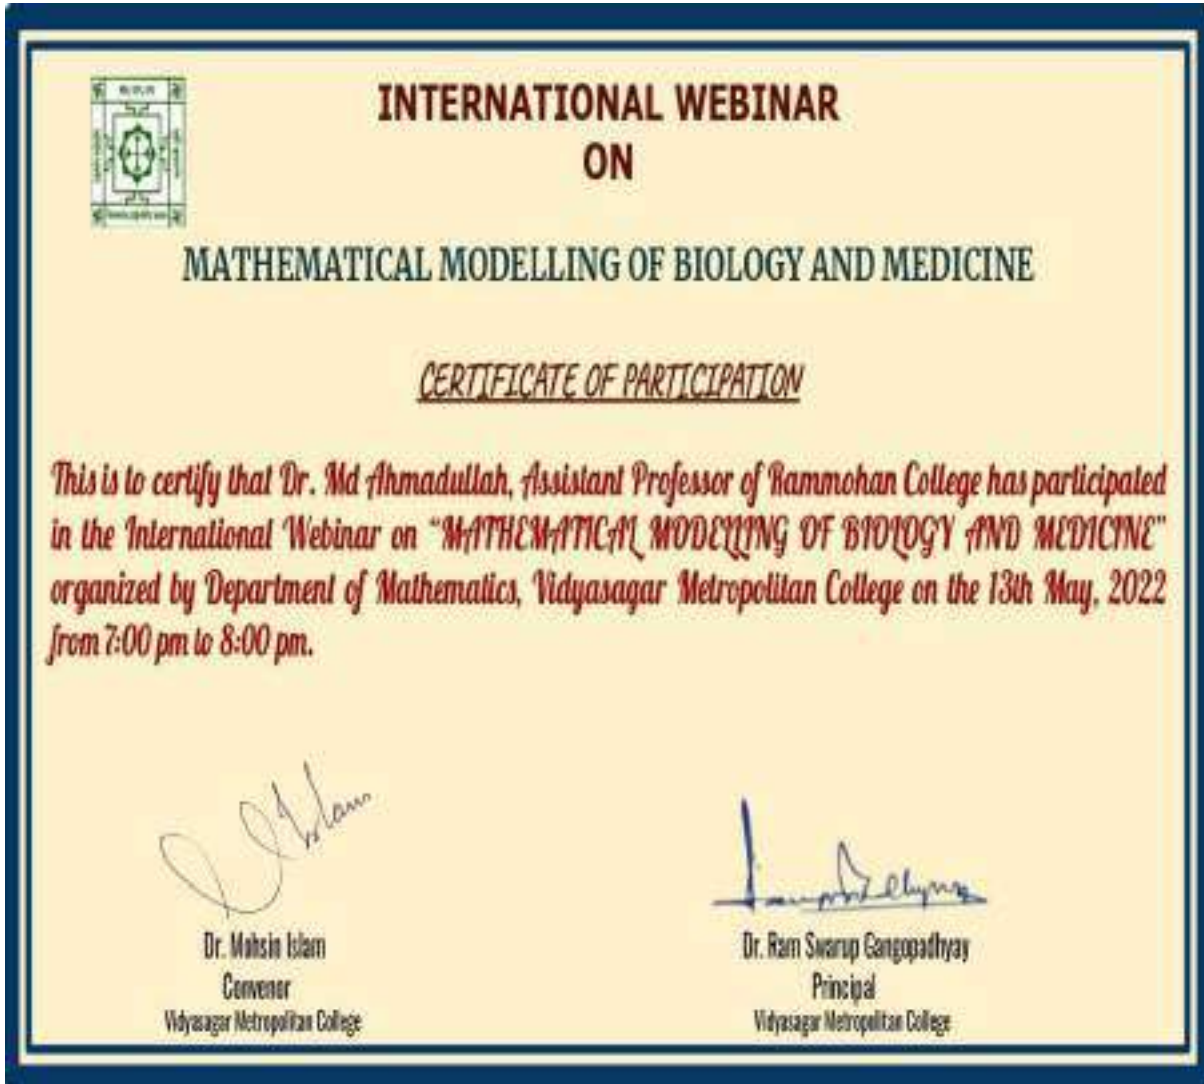 INTERNATIONAL WEBINAR
ON
MATHEMATICAL MODELLING OF BIOLOGY AND MEDICINE
CERTIFICATE OF PARTICIPATION
This is to certify that Dr. Md Ahmadullah, Assistant Professor of Rammohan College has participated
in the International Webinar on “MATHEMATICAL MODELLING OF BIOLOGY AND MEDICINE”
organized by Department of Mathematics, Vidyasagar Metropolitan College on the 13th May, 2022
from 7:00 pm to 8:00 pm.
Islam
Dr. Mohsin Islam
Convenor
Vidyasagar Metropolitan College
Dr. Ram Swarup Gangopadhyay
Principal
Vidyasagar Metropolitan College